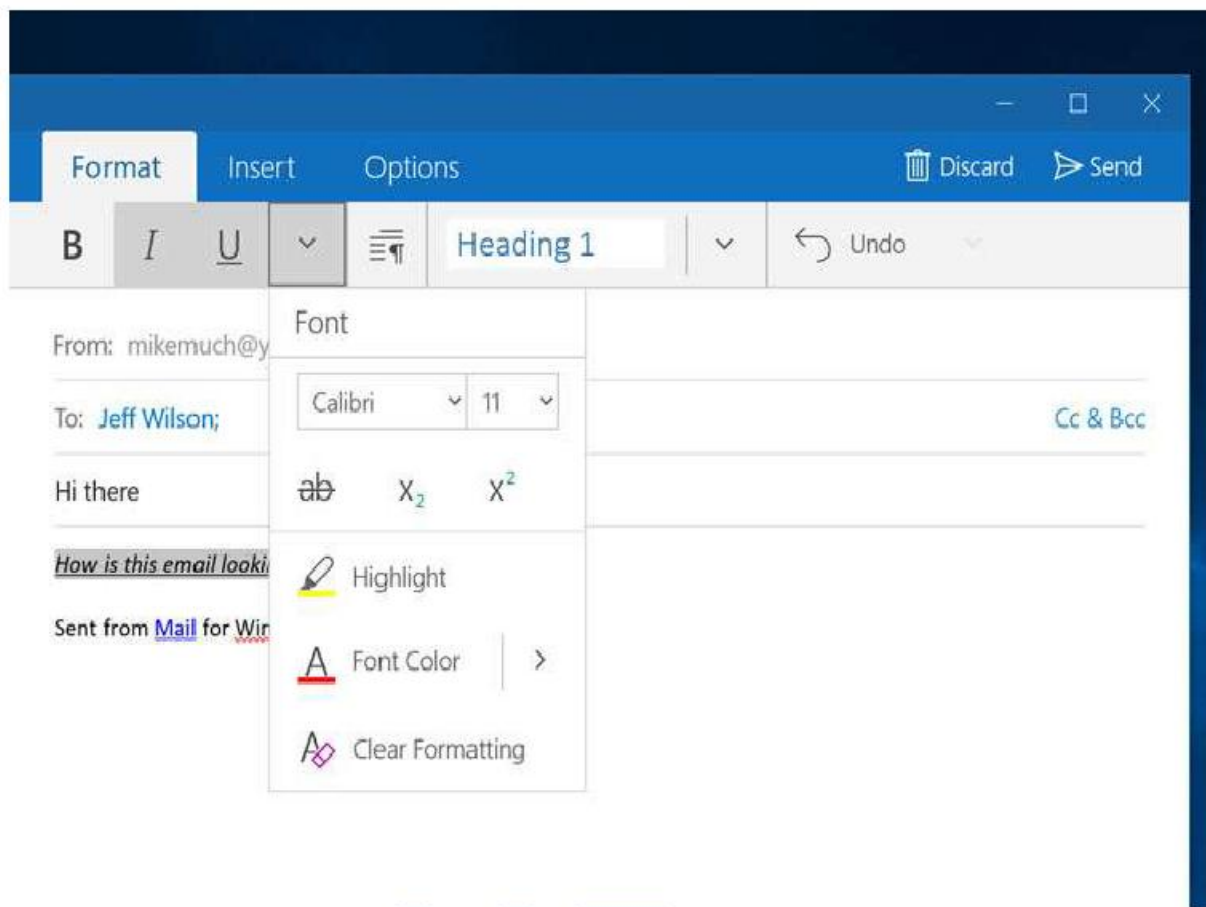 Format Insert Options Discard Send
B I U Heading 1 Undo
Font
From: mikemuch@y
Calibri 11
To: Jeff Wilson; Cc & Bcc
Hi there
ab X₂ X²
How is this email looki
Highlight
Sent from Mail for Win
Font Color
Clear Formatting